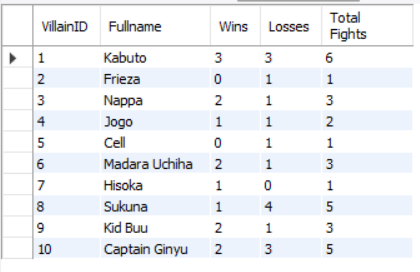 VillainID Fullname Wins Losses Total Fights
1 Kabuto 3 3 6
2 Frieza 0 1 1
3 Nappa 2 1 3
4 Jogo 1 1 2
5 Cell 0 1 1
6 Madara Uchiha 2 1 3
7 Hisoka 1 0 1
8 Sukuna 1 4 5
9 Kid Buu 2 1 3
10 Captain Ginyu 2 3 5